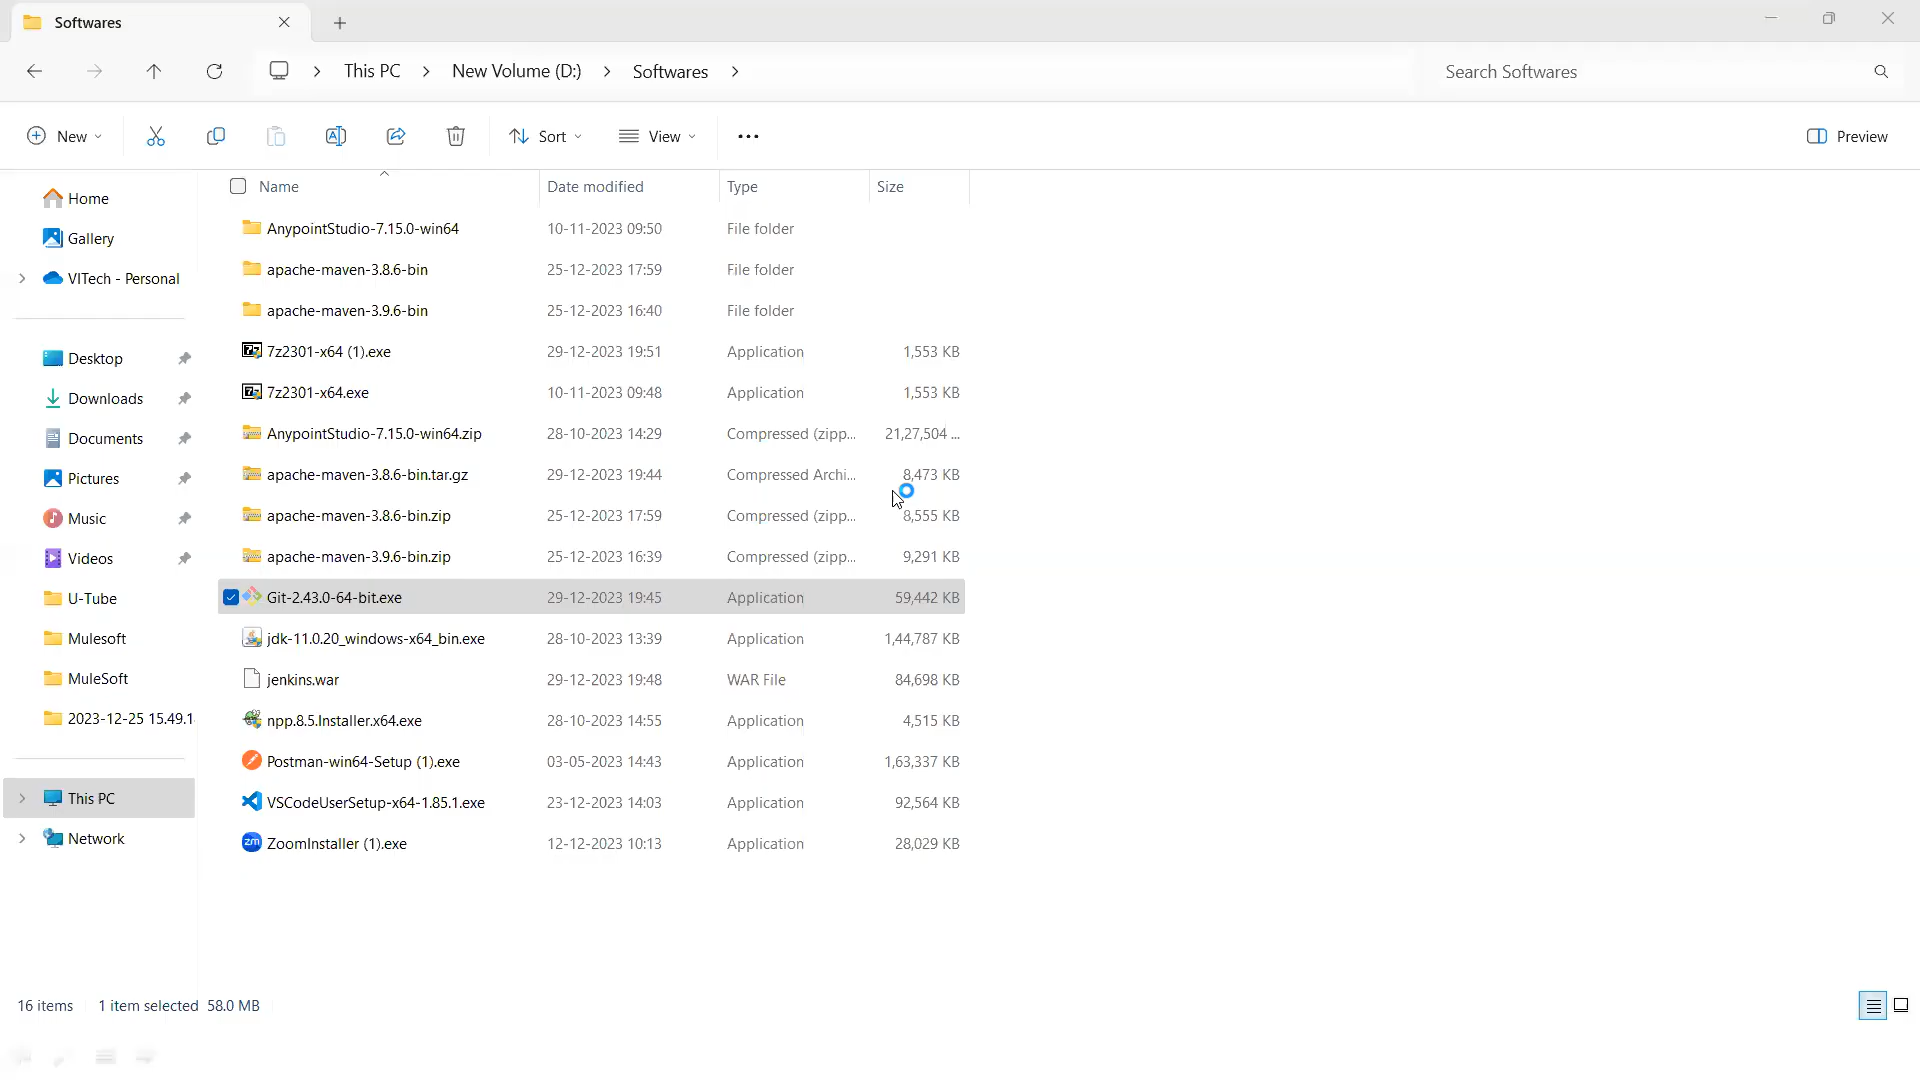 Softwares
This PC > New Volume (D:) > Softwares >
Search Softwares
New
Sort
View
Preview
Home
Gallery
VITech - Personal
Desktop
Downloads
Documents
Pictures
Music
Videos
U-Tube
Mulesoft
MuleSoft
2023-12-25 15.49.1
This PC
Network
Name Date modified Type Size
AnypointStudio-7.15.0-win64 10-11-2023 09:50 File folder
apache-maven-3.8.6-bin 25-12-2023 17:59 File folder
apache-maven-3.9.6-bin 25-12-2023 16:40 File folder
7z2301-x64 (1).exe 29-12-2023 19:51 Application 1,553 KB
7z2301-x64.exe 10-11-2023 09:48 Application 1,553 KB
AnypointStudio-7.15.0-win64.zip 28-10-2023 14:29 Compressed (zipp... 21,27,504 ...
apache-maven-3.8.6-bin.tar.gz 29-12-2023 19:44 Compressed Archi... 8,473 KB
apache-maven-3.8.6-bin.zip 25-12-2023 17:59 Compressed (zipp... 8,555 KB
apache-maven-3.9.6-bin.zip 25-12-2023 16:39 Compressed (zipp... 9,291 KB
Git-2.43.0-64-bit.exe 29-12-2023 19:45 Application 59,442 KB
jdk-11.0.20_windows-x64_bin.exe 28-10-2023 13:39 Application 1,44,787 KB
jenkins.war 29-12-2023 19:48 WAR File 84,698 KB
npp.8.5.Installer.x64.exe 28-10-2023 14:55 Application 4,515 KB
Postman-win64-Setup (1).exe 03-05-2023 14:43 Application 1,63,337 KB
VSCodeUserSetup-x64-1.85.1.exe 23-12-2023 14:03 Application 92,564 KB
zm ZoomInstaller (1).exe 12-12-2023 10:13 Application 28,029 KB
16 items 1 item selected 58.0 MB